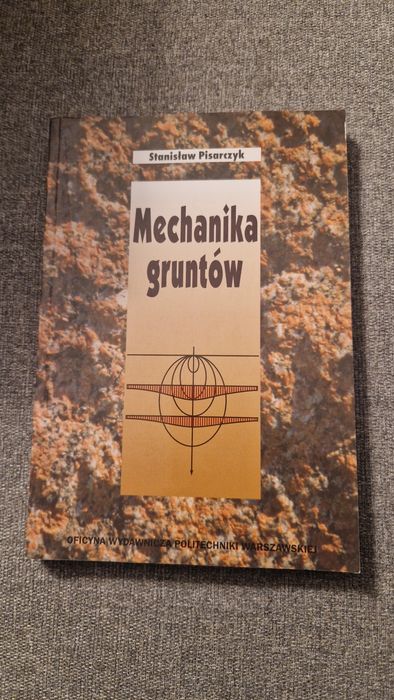 Stanisław Pisarczyk
Mechanika
gruntów
OFICYNA WYDAWNICZA POLITECHNIKI WARSZAWSKIEJ